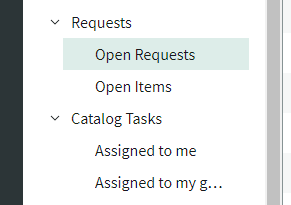 Requests
Open Requests
Open Items
Catalog Tasks
Assigned to me
Assigned to my g...